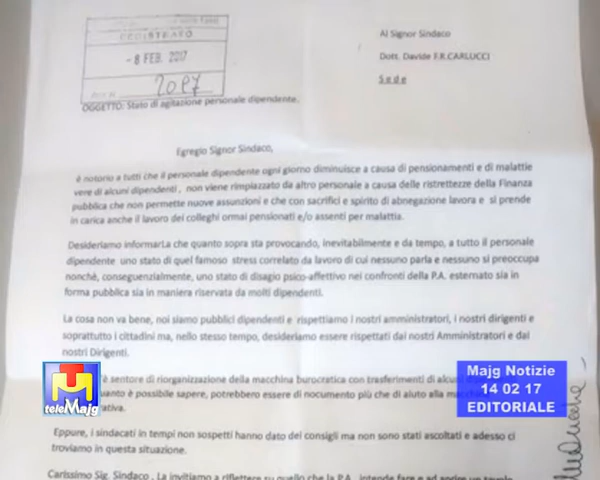 REGISTRATO
- 8 FEB. 2017
2087
Al Signor Sindaco
Dott. Davide F.R.CARLUCCI
Sede
OGGETTO: Stato di agitazione personale dipendente.
Egregio Signor Sindaco,
è notorio a tutti che il personale dipendente ogni giorno diminuisce a causa di pensionamenti e di malattie
vere di alcuni dipendenti , non viene rimpiazzato da altro personale a causa delle ristrettezze della Finanza
pubblica che non permette nuove assunzioni e che con sacrifici e spirito di abnegazione lavora e si prende
in carica anche il lavoro dei colleghi ormai pensionati e/o assenti per malattia.
Desideriamo informarLa che quanto sopra sta provocando, inevitabilmente e da tempo, a tutto il personale
dipendente uno stato di quel famoso stress correlato da lavoro di cui nessuno parla e nessuno si preoccupa
nonchè, conseguenzialmente, uno stato di disagio psico-affettivo nei confronti della P.A. esternato sia in
forma pubblica sia in maniera riservata da molti dipendenti.
La cosa non va bene, noi siamo pubblici dipendenti e rispettiamo i nostri amministratori, i nostri dirigenti e
soprattutto i cittadini ma, nello stesso tempo, desideriamo essere rispettati dai nostri Amministratori e dai
nostri Dirigenti.
è sentore di riorganizzazione della macchina burocratica con trasferimenti di alcuni
quanto è possibile sapere, potrebbero essere di nocumento più che di aiuto alla
Eppure, i sindacati in tempi non sospetti hanno dato dei consigli ma non sono stati ascoltati e adesso ci
troviamo in questa situazione.
Carissimo Sig. Sindaco , La invitiamo a riflettere su quello che la P.A. intende fare e ad aprire un tavolo
TM
teleMajg
Majg Notizie
14 02 17
EDITORIALE